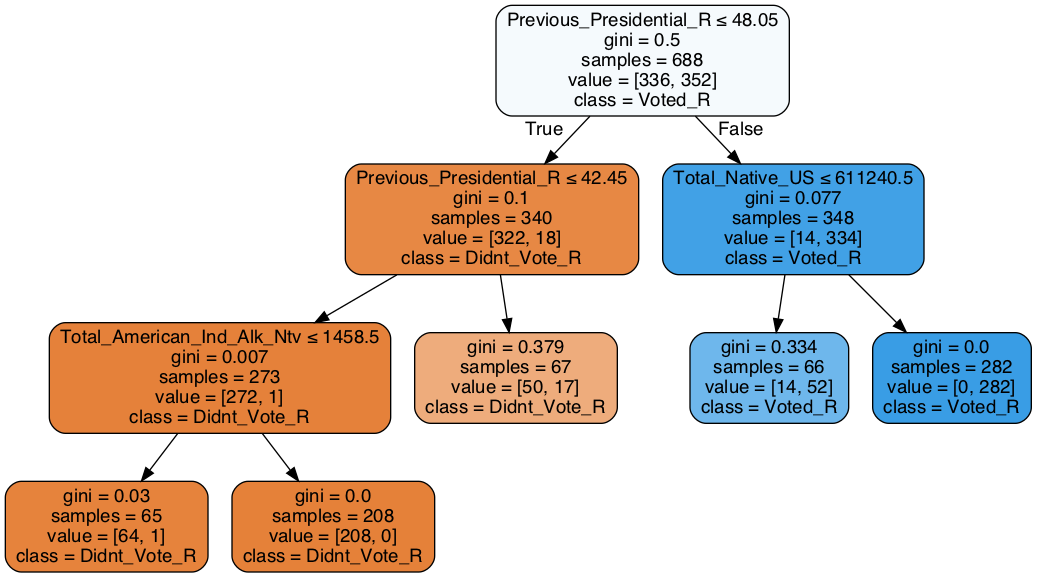 Previous_Presidential_R ≤ 48.05
gini = 0.5
samples = 688
value = [336, 352]
class = Voted_R
True
False
Previous_Presidential_R ≤ 42.45
gini = 0.1
samples = 340
value = [322, 18]
class = Didnt_Vote_R
Total_Native_US ≤ 611240.5
gini = 0.077
samples = 348
value = [14, 334]
class = Voted_R
Total_American_Ind_Alk_Ntv ≤ 1458.5
gini = 0.007
samples = 273
value = [272, 1]
class = Didnt_Vote_R
gini = 0.379
samples = 67
value = [50, 17]
class = Didnt_Vote_R
gini = 0.334
samples = 66
value = [14, 52]
class = Voted_R
gini = 0.0
samples = 282
value = [0, 282]
class = Voted_R
gini = 0.03
samples = 65
value = [64, 1]
class = Didnt_Vote_R
gini = 0.0
samples = 208
value = [208, 0]
class = Didnt_Vote_R